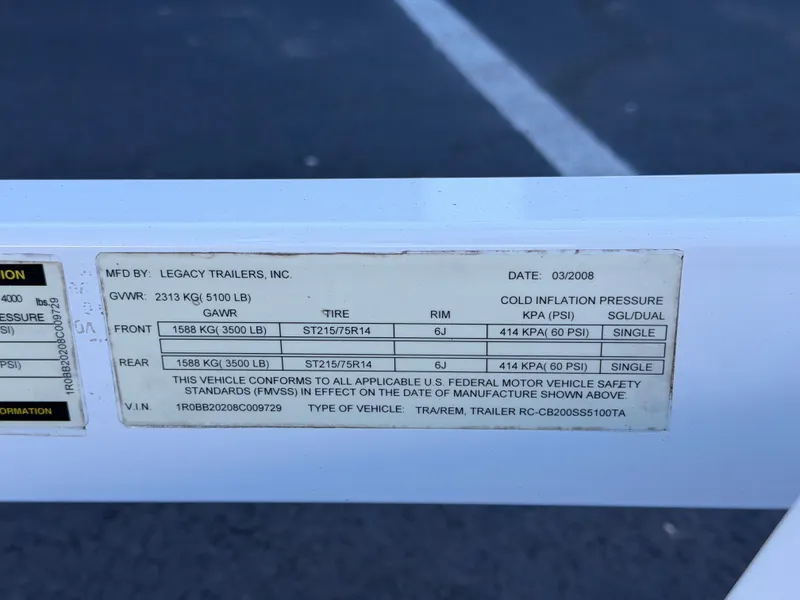 MFD BY: LEGACY TRAILERS, INC. DATE: 03/2008
GVWR: 2313 KG( 5100 LB) COLD INFLATION PRESSURE
GAWR TIRE RIM KPA (PSI) SGL/DUAL
FRONT 1588 KG( 3500 LB) ST215/75R14 6J 414 KPA( 60 PSI) SINGLE
REAR 1588 KG( 3500 LB) ST215/75R14 6J 414 KPA( 60 PSI) SINGLE
THIS VEHICLE CONFORMS TO ALL APPLICABLE U.S. FEDERAL MOTOR VEHICLE SAFETY
STANDARDS (FMVSS) IN EFFECT ON THE DATE OF MANUFACTURE SHOWN ABOVE.
V.I.N. 1R0BB20208C009729 TYPE OF VEHICLE: TRA/REM, TRAILER RC-CB200SS5100TA
ION
4000 lbs.
ESSURE
SI)
PSI)
ORMATION
1R0BB20208C009729